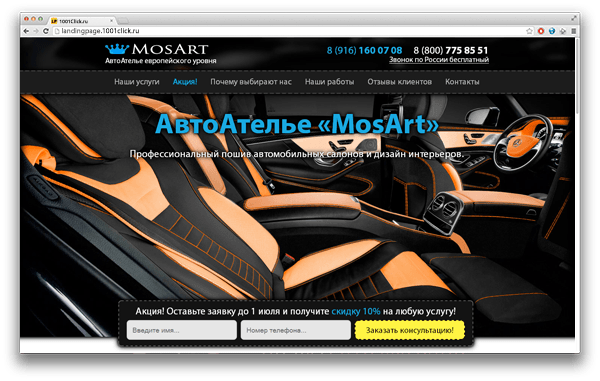 1001Click.ru
landingpage.1001click.ru
MosArt
АвтоАтелье европейского уровня
8 (916) 160 07 08 8 (800) 775 85 51
Звонок по России бесплатный
Наши услуги Акция! Почему выбирают нас Наши работы Отзывы клиентов Контакты
АвтоАтелье «MosArt»
Профессиональный пошив автомобильных салонов и дизайн интерьеров.
Акция! Оставьте заявку до 1 июля и получите скидку 10% на любую услугу!
Введите имя... Номер телефона... Заказать консультацию!